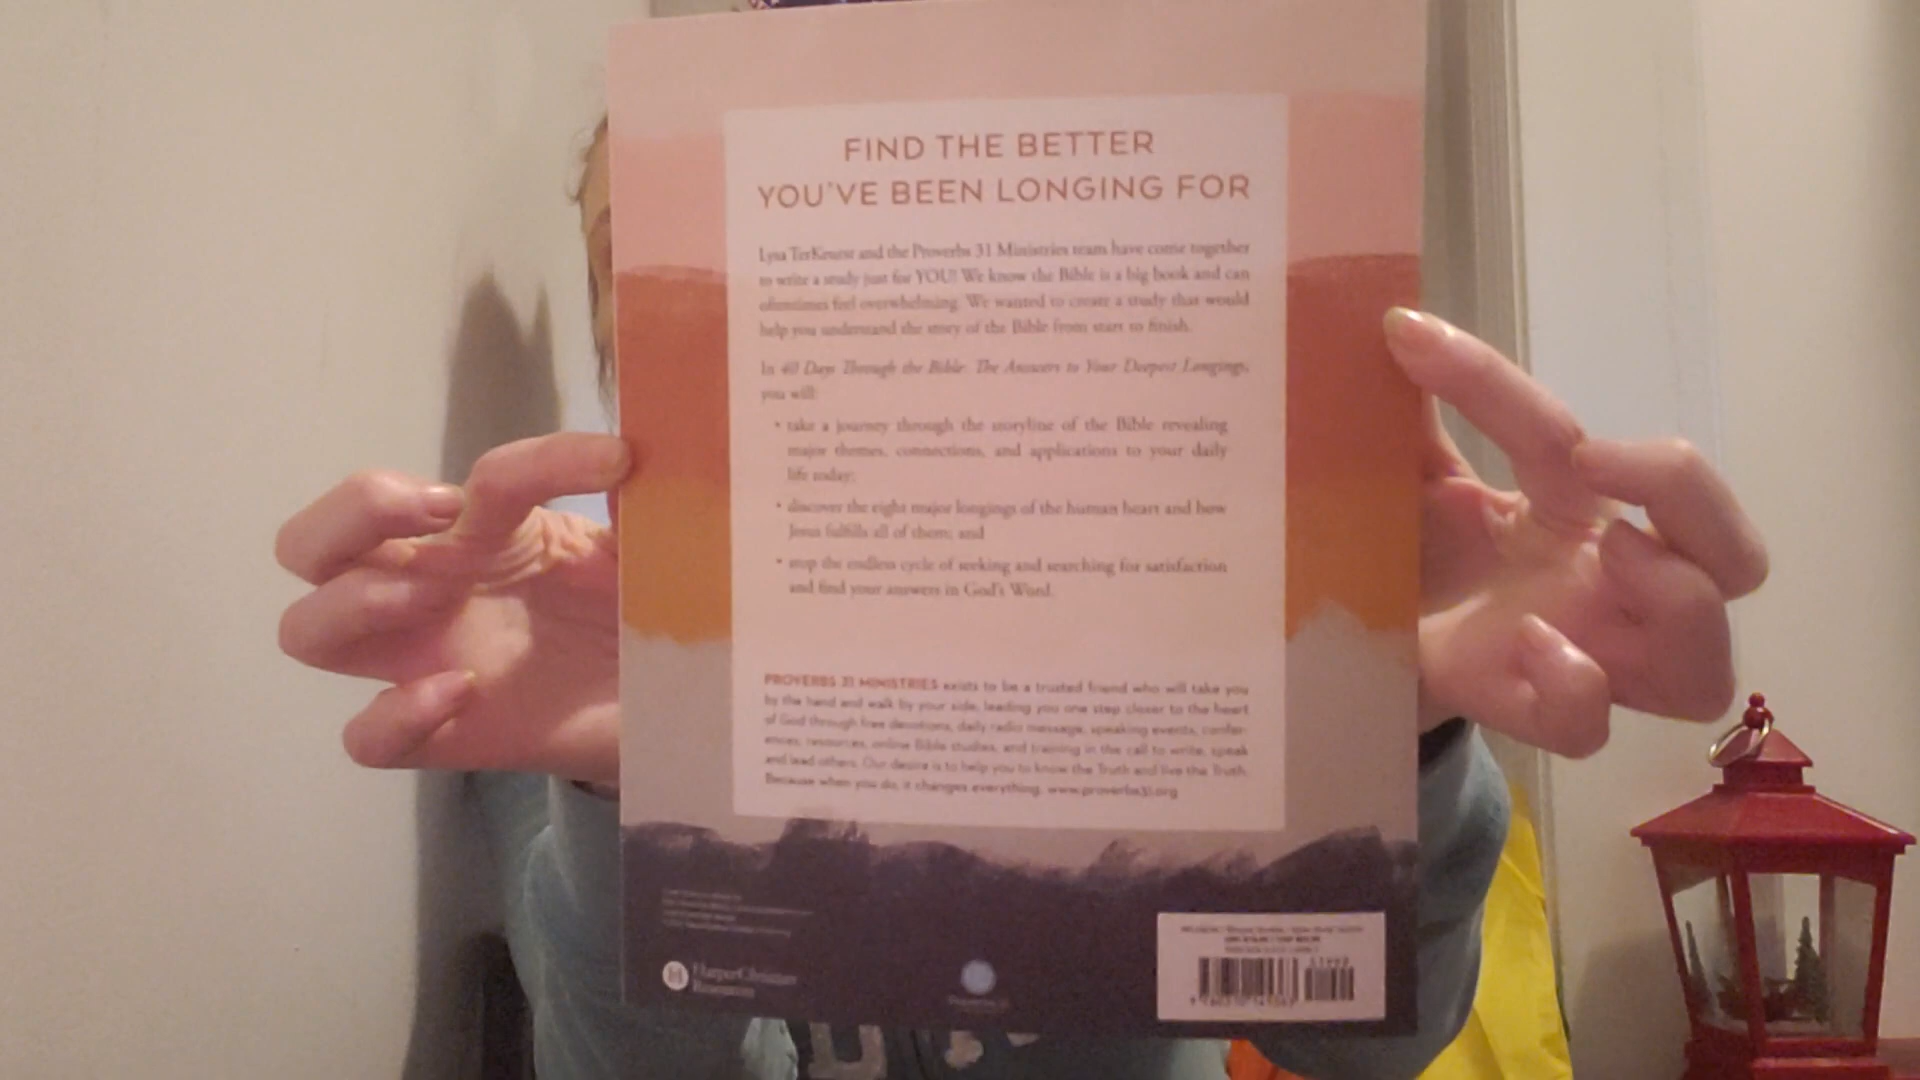 FIND THE BETTER
YOU'VE BEEN LONGING FOR
Lysa TerKeurst and the Proverbs 31 Ministries team have come together
to write a study just for YOU! We know the Bible is a big book and can
oftentimes feel overwhelming. We wanted to create a study that would
help you understand the story of the Bible from start to finish.
In 40 Days Through the Bible: The Answers to Your Deepest Longings,
you will:
• take a journey through the storyline of the Bible revealing
major themes, connections, and applications to your daily
life today;
• discover the eight major longings of the human heart and how
Jesus fulfills all of them; and
• stop the endless cycle of seeking and searching for satisfaction
and find your answers in God's Word.
PROVERBS 31 MINISTRIES exists to be a trusted friend who will take you
by the hand and walk by your side, leading you one step closer to the heart
of God through free devotions, daily radio message, speaking events, confer-
ences, resources, online Bible studies, and training in the call to write, speak
and lead others. Our desire is to help you to know the Truth and live the Truth.
Because when you do, it changes everything. www.proverbs31.org
HarperChristian
Resources
Proverbs 31